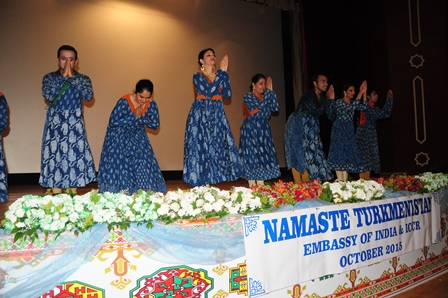 NAMASTE TURKMENISTAN
EMBASSY OF INDIA & ICCR
OCTOBER 2015